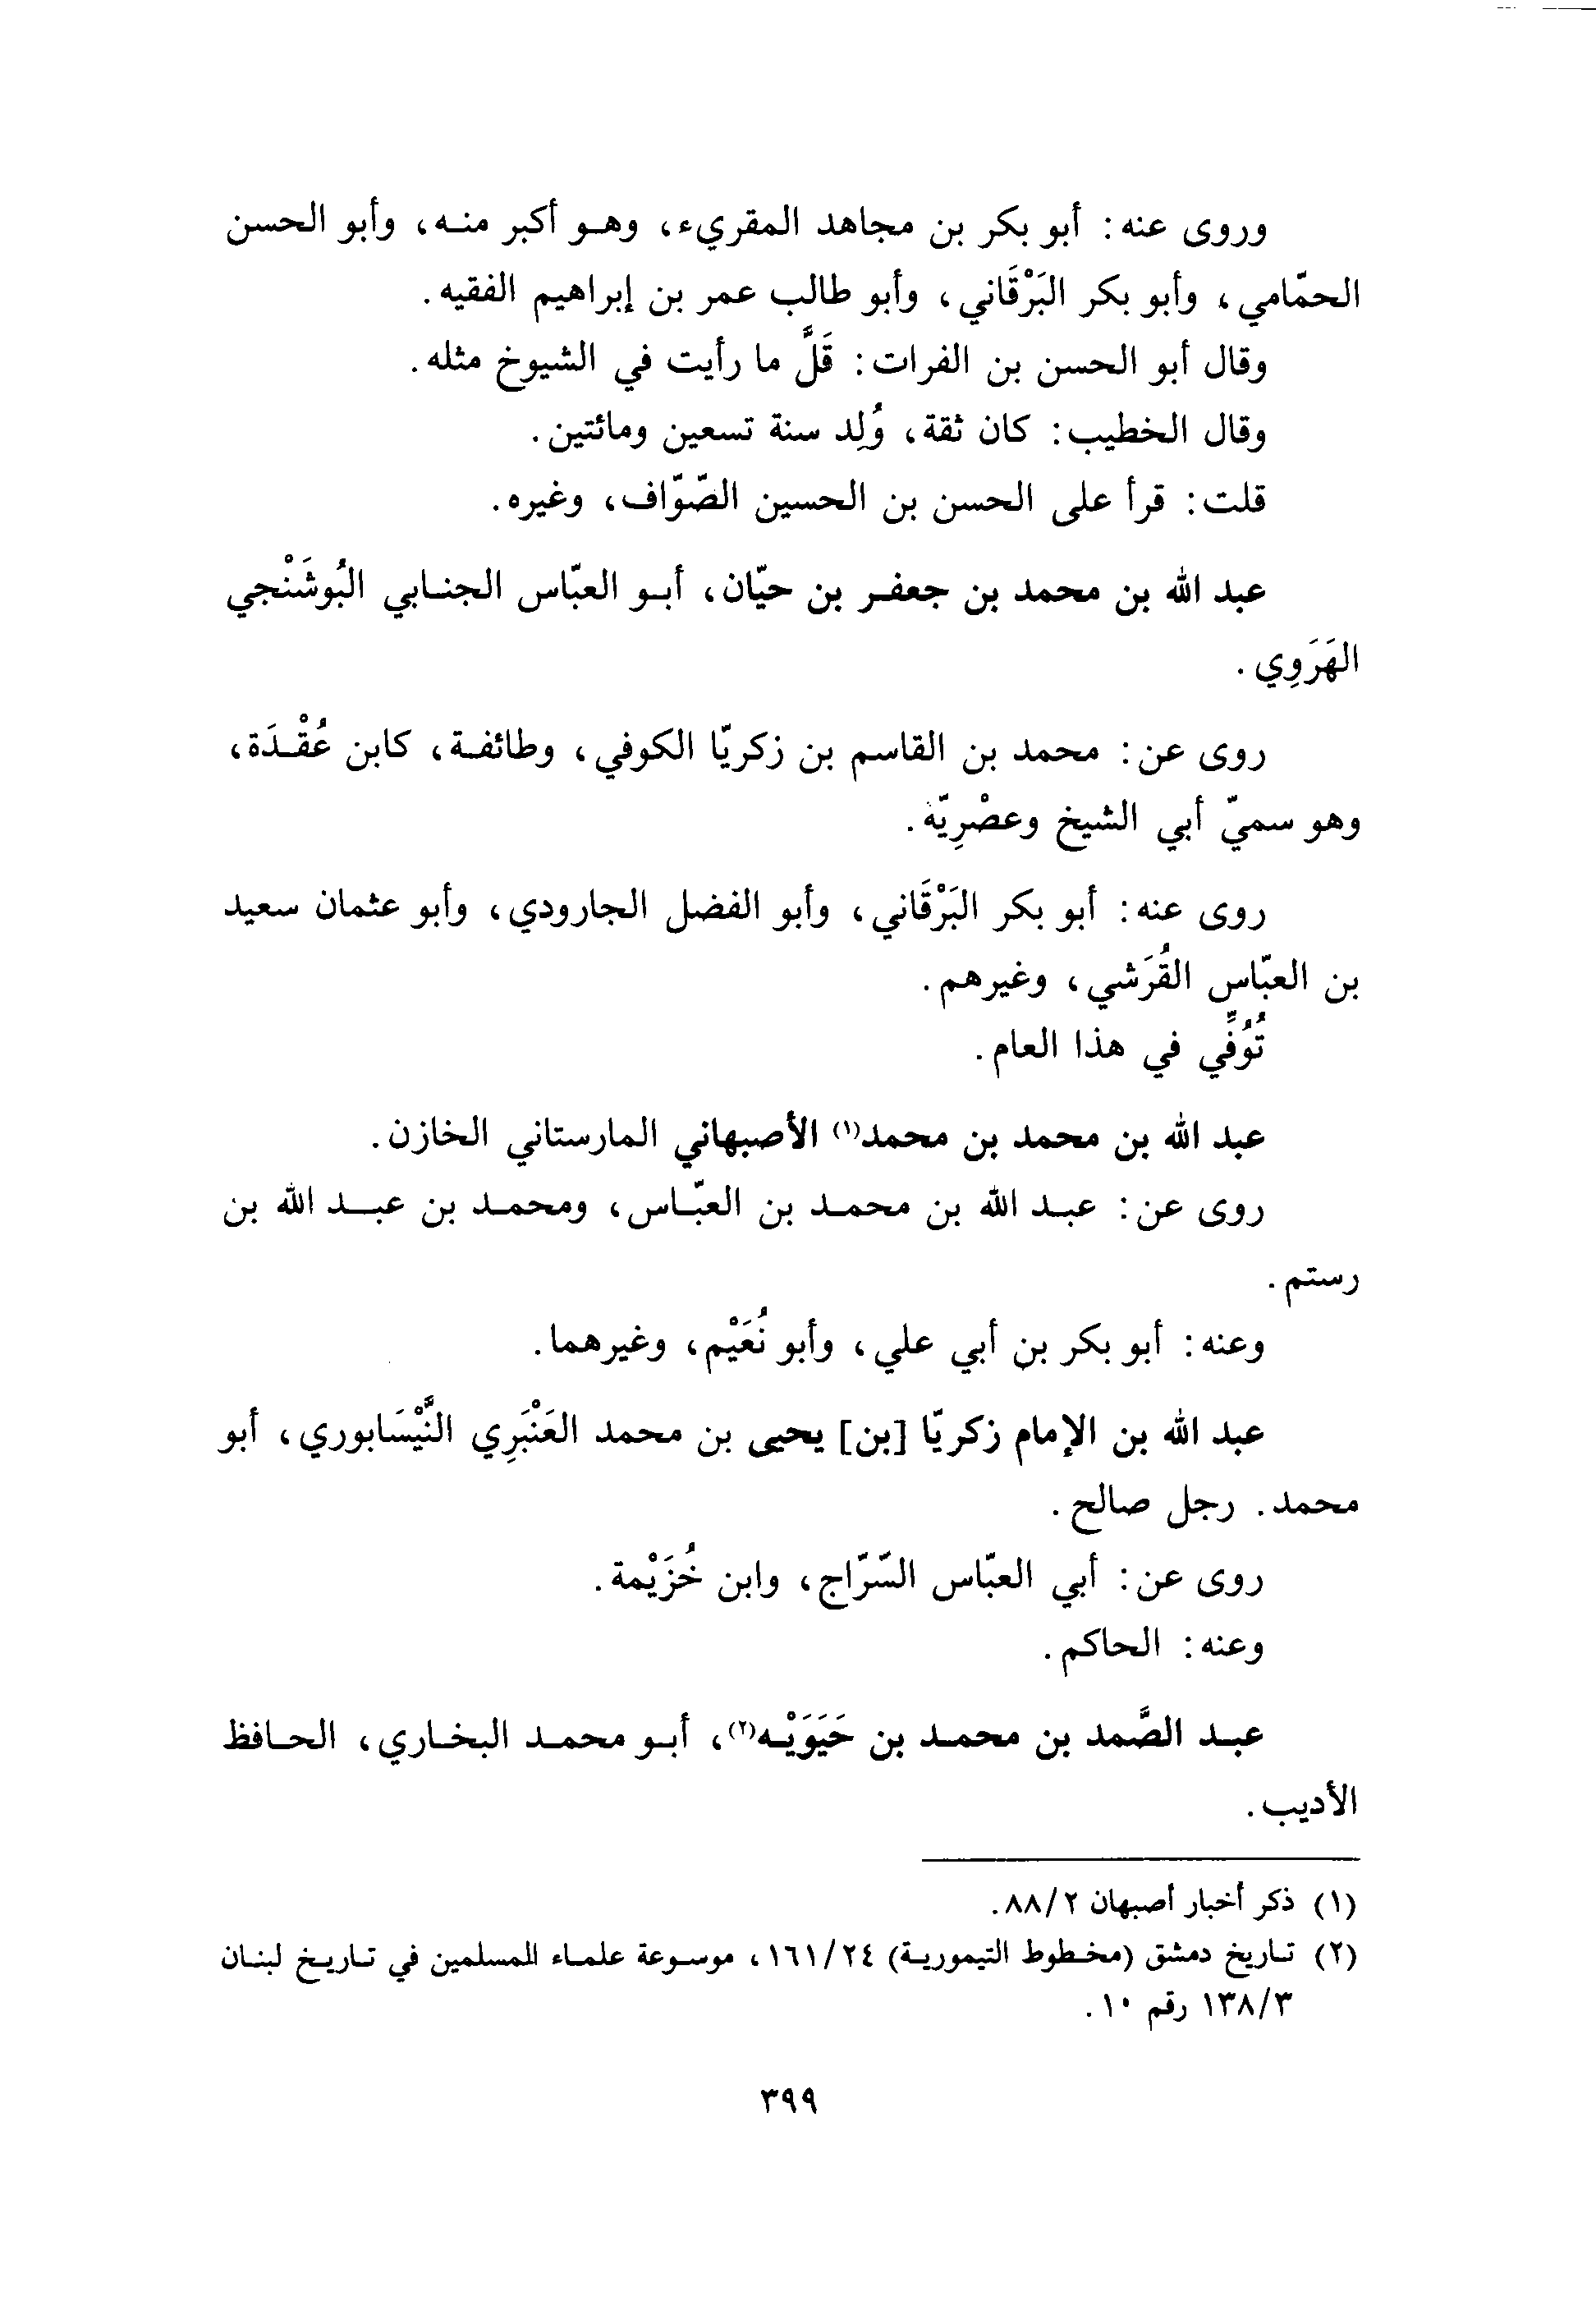 وروى عنه: أبو بكر بن مجاهد المقريء، وهو أكبر منه، وأبو الحسن
الحمّامي، وأبو بكر البَرْقَاني، وأبو طالب عمر بن إبراهيم الفقيه.
وقال أبو الحسن بن الفرات: قَلَّ ما رأيت في الشيوخ مثله.
وقال الخطيب: كان ثقة، وُلِد سنة تسعين ومائتين.
قلت: قرأ على الحسن بن الحسين الصّوّاف، وغيره.
عبد الله بن محمد بن جعفر بن حيّان، أبو العبّاس الجنابي البُوشَنْجي
الهَرَوِي.
روى عن: محمد بن القاسم بن زكريّا الكوفي، وطائفة، كابن عُقْدَة،
وهو سميّ أبي الشيخ وعصْرِيّه.
روى عنه: أبو بكر البَرْقَاني، وأبو الفضل الجارودي، وأبو عثمان سعيد
بن العبّاس القُرَشي، وغيرهم.
تُوُفِّي في هذا العام.
عبد الله بن محمد بن محمد(١) الأصبهاني المارستاني الخازن.
روى عن: عبد الله بن محمد بن العبّاس، ومحمد بن عبد الله بن
رستم.
وعنه: أبو بكر بن أبي علي، وأبو نُعَيْم، وغيرهما.
عبد الله بن الإمام زكريّا [بن] يحيى بن محمد العَنْبَرِي النَّيْسَابوري، أبو
محمد. رجل صالح.
روى عن: أبي العبّاس السّرّاج، وابن خُزَيْمة.
وعنه: الحاكم.
عبد الصَّمد بن محمد بن حَيَوَيْه(٢)، أبو محمد البخاري، الحافظ
الأديب.
(١) ذكر أخبار أصبهان ٨٨/٢.
(٢) تاريخ دمشق (مخطوط التيمورية) ١٦١/٢٤، موسوعة علماء المسلمين في تاريخ لبنان
١٣٨/٣ رقم ١٠.
٣٩٩